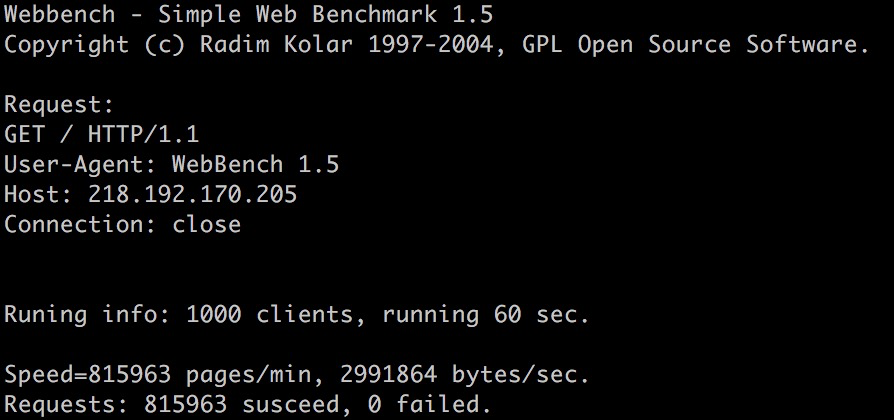 Webbench - Simple Web Benchmark 1.5
Copyright (c) Radim Kolar 1997-2004, GPL Open Source Software.
Request:
GET / HTTP/1.1
User-Agent: WebBench 1.5
Host: 218.192.170.205
Connection: close
Runing info: 1000 clients, running 60 sec.
Speed=815963 pages/min, 2991864 bytes/sec.
Requests: 815963 susceed, 0 failed.